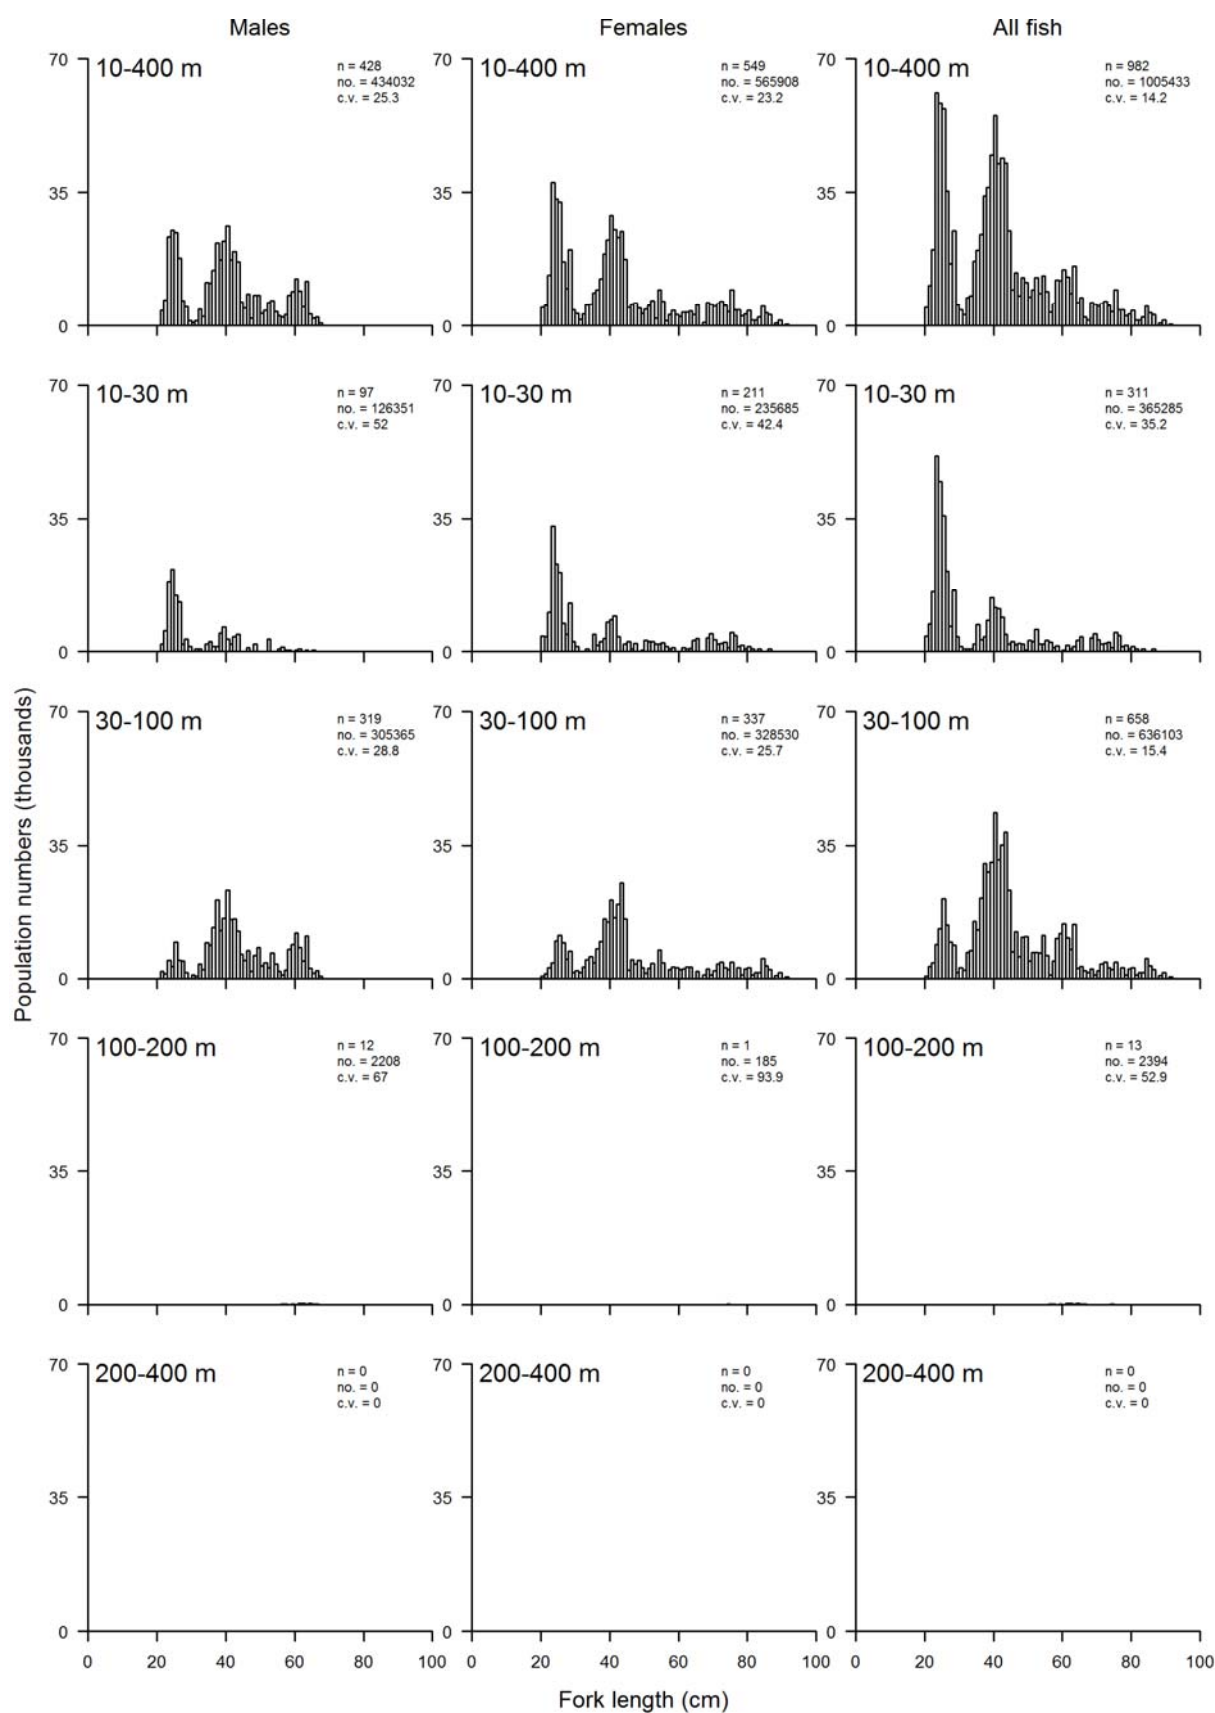 Males Females All fish
70 10-400 m n = 428 70 10-400 m n = 549 70 10-400 m n = 982
no. = 434032 no. = 565908 no. = 1005433
c.v. = 25.3 c.v. = 23.2 c.v. = 14.2
35 35 35
0 0 0
70 10-30 m n = 97 70 10-30 m n = 211 70 10-30 m n = 311
no. = 126351 no. = 235685 no. = 365285
c.v. = 52 c.v. = 42.4 c.v. = 35.2
35 35 35
0 0 0
Population numbers (thousands)
70 30-100 m n = 319 70 30-100 m n = 337 70 30-100 m n = 658
no. = 305365 no. = 328530 no. = 636103
c.v. = 28.8 c.v. = 25.7 c.v. = 15.4
35 35 35
0 0 0
70 100-200 m n = 12 70 100-200 m n = 1 70 100-200 m n = 13
no. = 2208 no. = 185 no. = 2394
c.v. = 67 c.v. = 93.9 c.v. = 52.9
35 35 35
0 0 0
70 200-400 m n = 0 70 200-400 m n = 0 70 200-400 m n = 0
no. = 0 no. = 0 no. = 0
c.v. = 0 c.v. = 0 c.v. = 0
35 35 35
0 0 0
0 20 40 60 80 100 0 20 40 60 80 100 0 20 40 60 80 100
Fork length (cm)